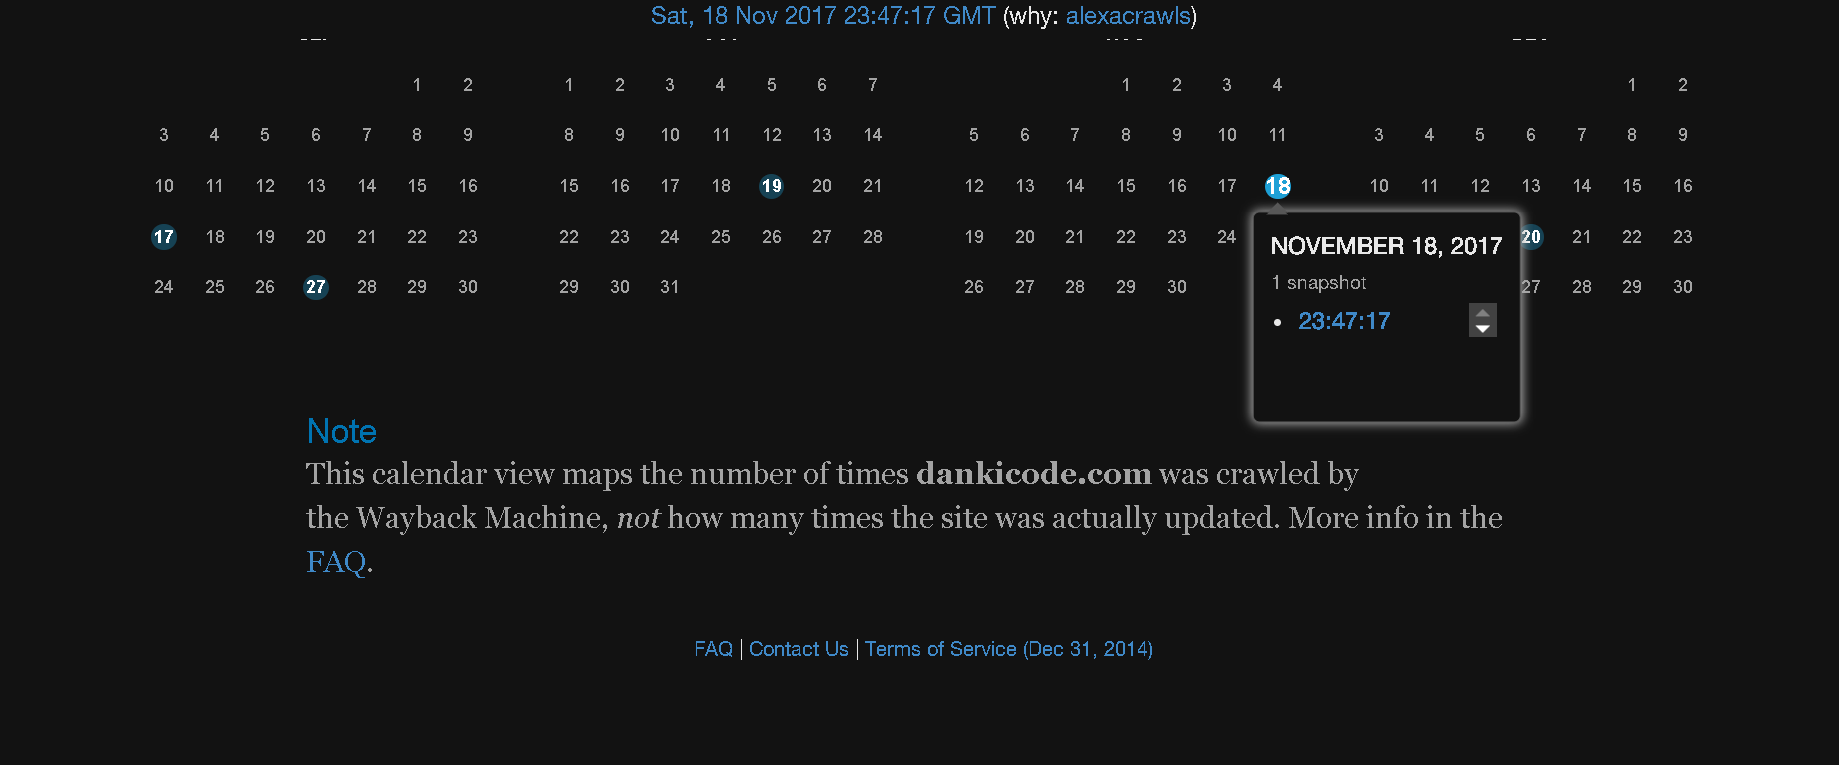 Sat, 18 Nov 2017 23:47:17 GMT (why: alexacrawls)
1 2 1 2 3 4 5 6 7 1 2 3 4 1 2
3 4 5 6 7 8 9 8 9 10 11 12 13 14 5 6 7 8 9 10 11 3 4 5 6 7 8 9
10 11 12 13 14 15 16 15 16 17 18 19 20 21 12 13 14 15 16 17 18 10 11 12 13 14 15 16
17 18 19 20 21 22 23 22 23 24 25 26 27 28 19 20 21 22 23 24 20 21 22 23
24 25 26 27 28 29 30 29 30 31 26 27 28 29 30 27 28 29 30
NOVEMBER 18, 2017
1 snapshot
• 23:47:17
Note
This calendar view maps the number of times dankicode.com was crawled by
the Wayback Machine, not how many times the site was actually updated. More info in the
FAQ.
FAQ | Contact Us | Terms of Service (Dec 31, 2014)